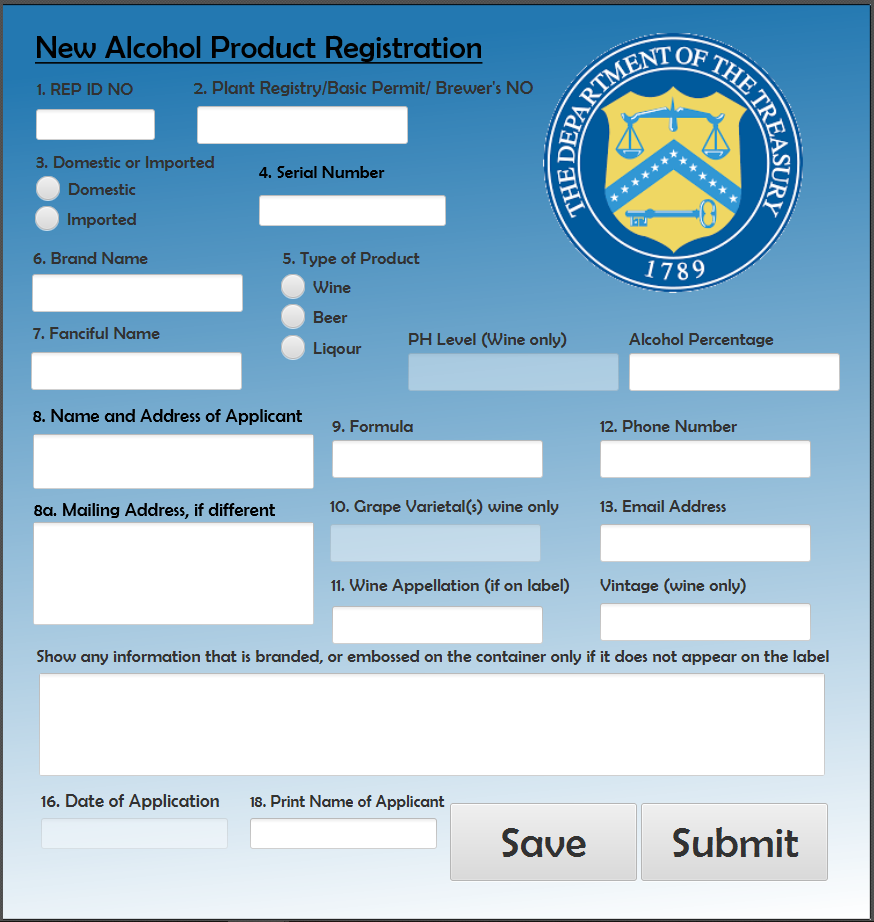 New Alcohol Product Registration
THE DEPARTMENT OF THE TREASURY
1789
1. REP ID NO
2. Plant Registry/Basic Permit/ Brewer's NO
3. Domestic or Imported
Domestic
Imported
4. Serial Number
6. Brand Name
5. Type of Product
Wine
Beer
Liqour
7. Fanciful Name
PH Level (Wine only)
Alcohol Percentage
8. Name and Address of Applicant
9. Formula
12. Phone Number
8a. Mailing Address, if different
10. Grape Varietal(s) wine only
13. Email Address
11. Wine Appellation (if on label)
Vintage (wine only)
Show any information that is branded, or embossed on the container only if it does not appear on the label
16. Date of Application
18. Print Name of Applicant
Save
Submit